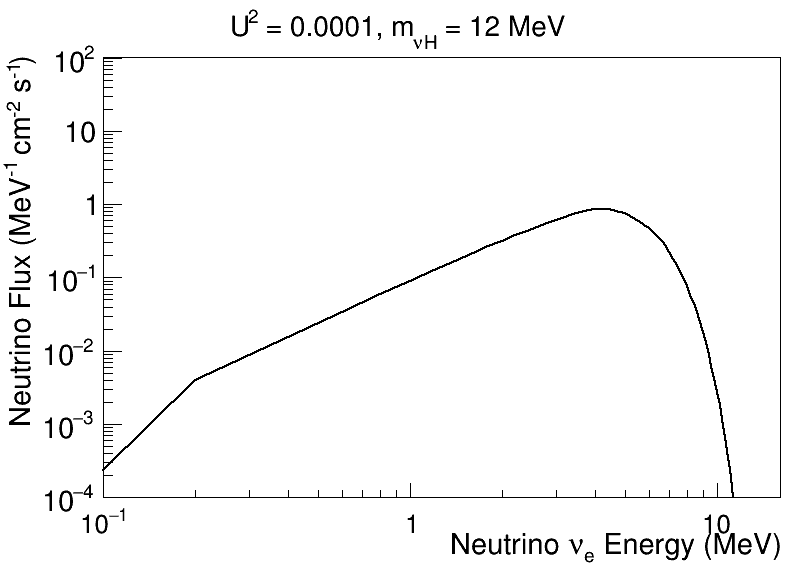 U² = 0.0001, m_νH = 12 MeV
Neutrino Flux (MeV⁻¹ cm⁻² s⁻¹)
10²
10
1
10⁻¹
10⁻²
10⁻³
10⁻⁴
10⁻¹ 1 10
Neutrino ν_e Energy (MeV)